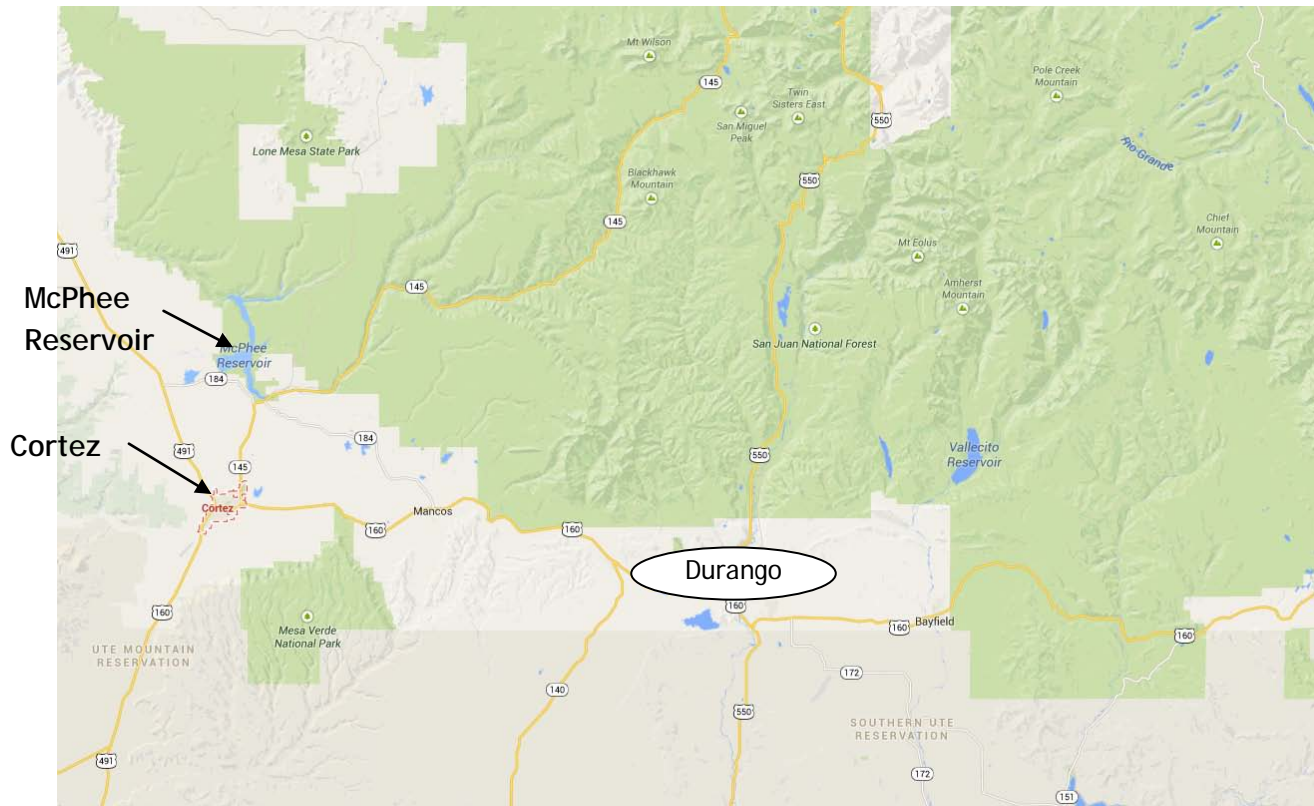 Mt Wilson
145
Twin
Sisters East
San Miguel
Peak
550
Pole Creek
Mountain
Rio Grande
Lone Mesa State Park
Blackhawk
Mountain
550
145
Chief
Mountain
491
Mt Eolus
145
Amherst
Mountain
McPhee
Reservoir
McPhee
Reservoir
San Juan National Forest
184
Cortez
491
184
145
550
Vallecito
Reservoir
Cortez
Mancos
160
160
Durango
160
160
Mesa Verde
National Park
160
Bayfield
160
UTE MOUNTAIN
RESERVATION
172
140
550
SOUTHERN UTE
RESERVATION
491
172
151